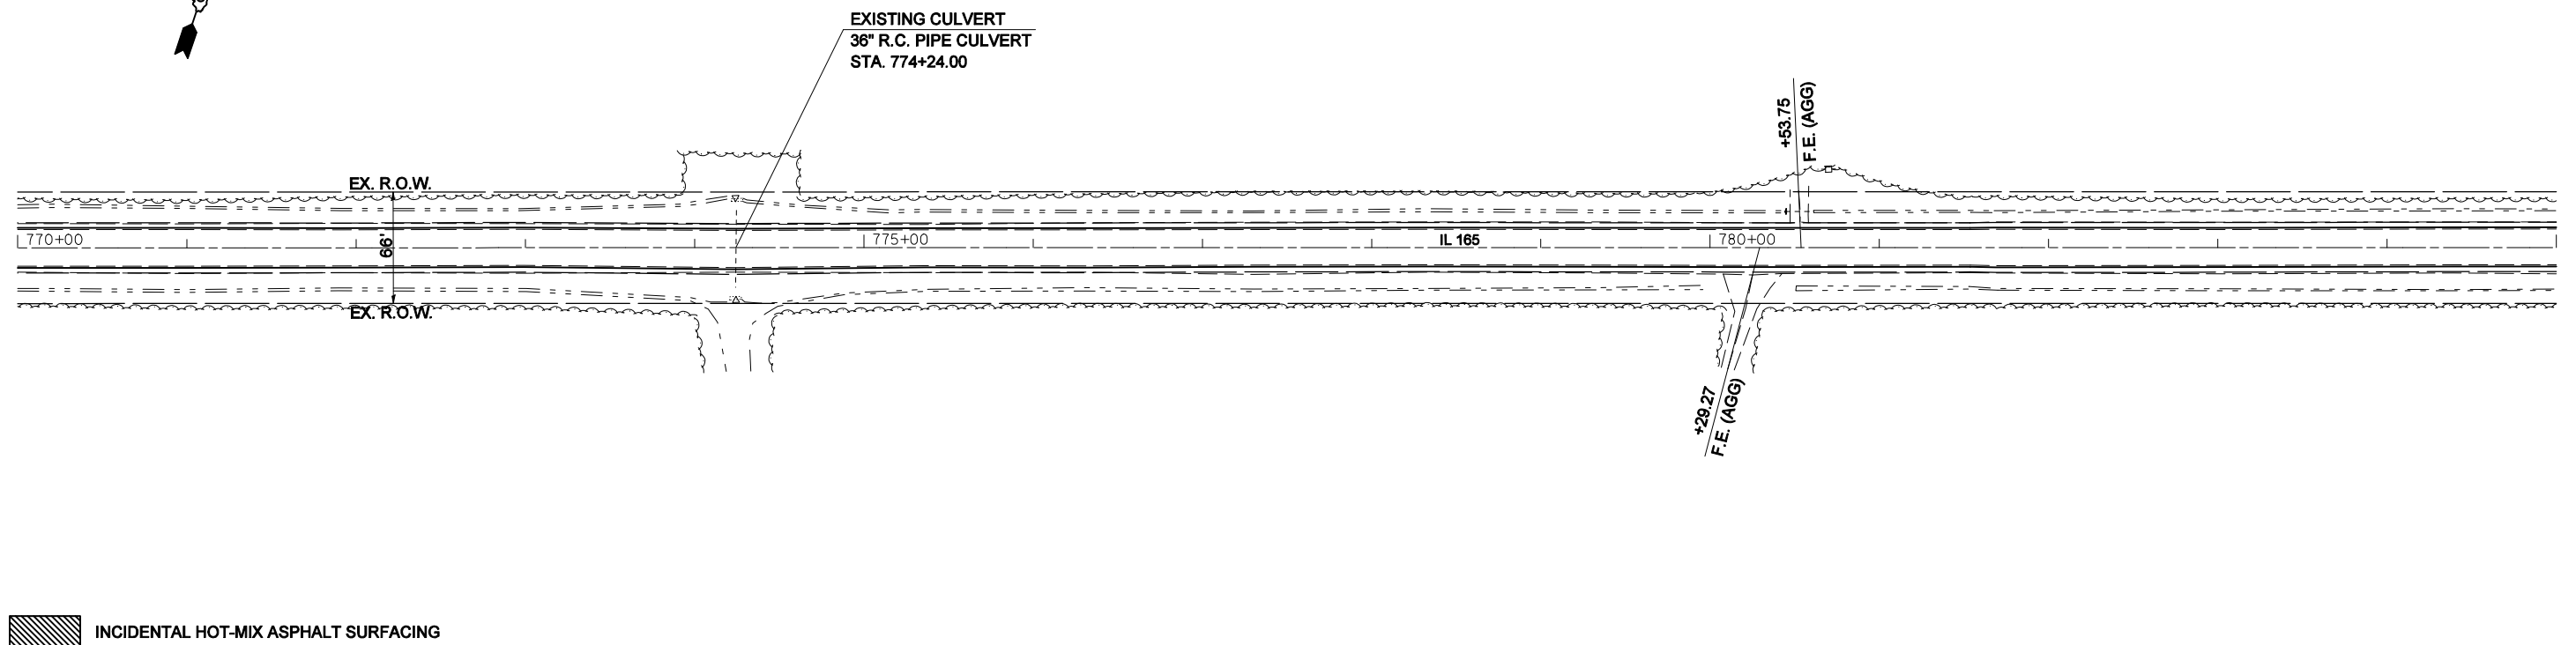 EXISTING CULVERT
36" R.C. PIPE CULVERT
STA. 774+24.00
+53.75
F.E. (AGG)
EX. R.O.W.
770+00
66'
775+00
IL 165
780+00
EX. R.O.W.
+29.27
F.E. (AGG)
INCIDENTAL HOT-MIX ASPHALT SURFACING